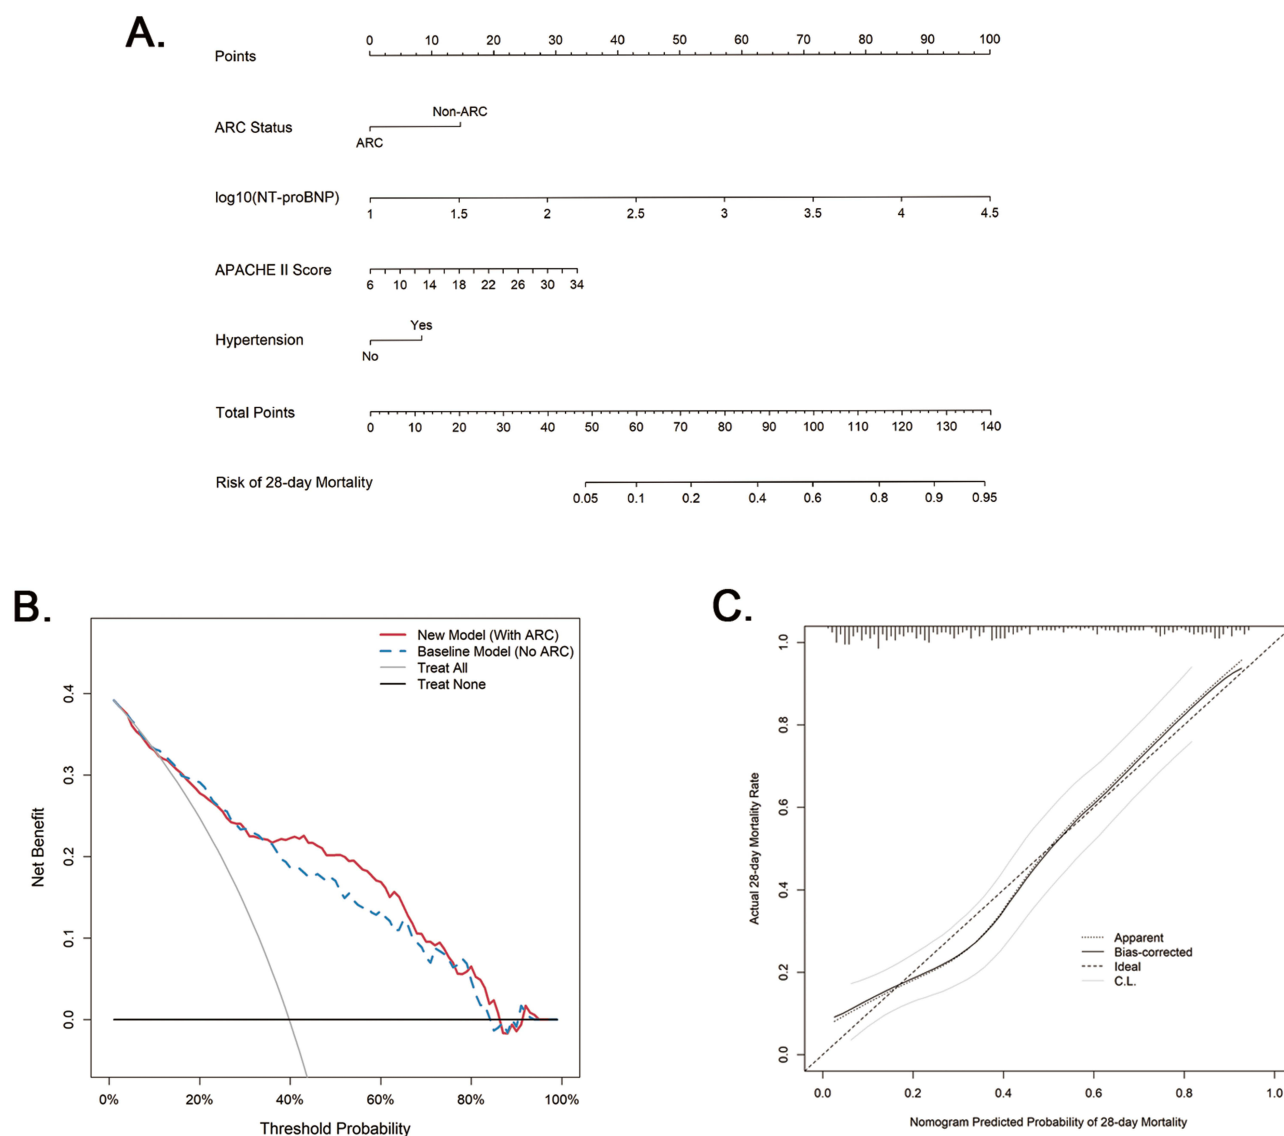 A.
Points
0 10 20 30 40 50 60 70 80 90 100
Non-ARC
ARC Status
ARC
log10(NT-proBNP)
1 1.5 2 2.5 3 3.5 4 4.5
APACHE II Score
6 10 14 18 22 26 30 34
Yes
Hypertension
No
Total Points
0 10 20 30 40 50 60 70 80 90 100 110 120 130 140
Risk of 28-day Mortality
0.05 0.1 0.2 0.4 0.6 0.8 0.9 0.95
B.
New Model (With ARC)
Baseline Model (No ARC)
Treat All
Treat None
Net Benefit
0.4
0.3
0.2
0.1
0.0
0% 20% 40% 60% 80% 100%
Threshold Probability
C.
Actual 28-day Mortality Rate
1.0
0.8
0.6
0.4
0.2
0.0
Apparent
Bias-corrected
Ideal
C.L.
0.0 0.2 0.4 0.6 0.8 1.0
Nomogram Predicted Probability of 28-day Mortality